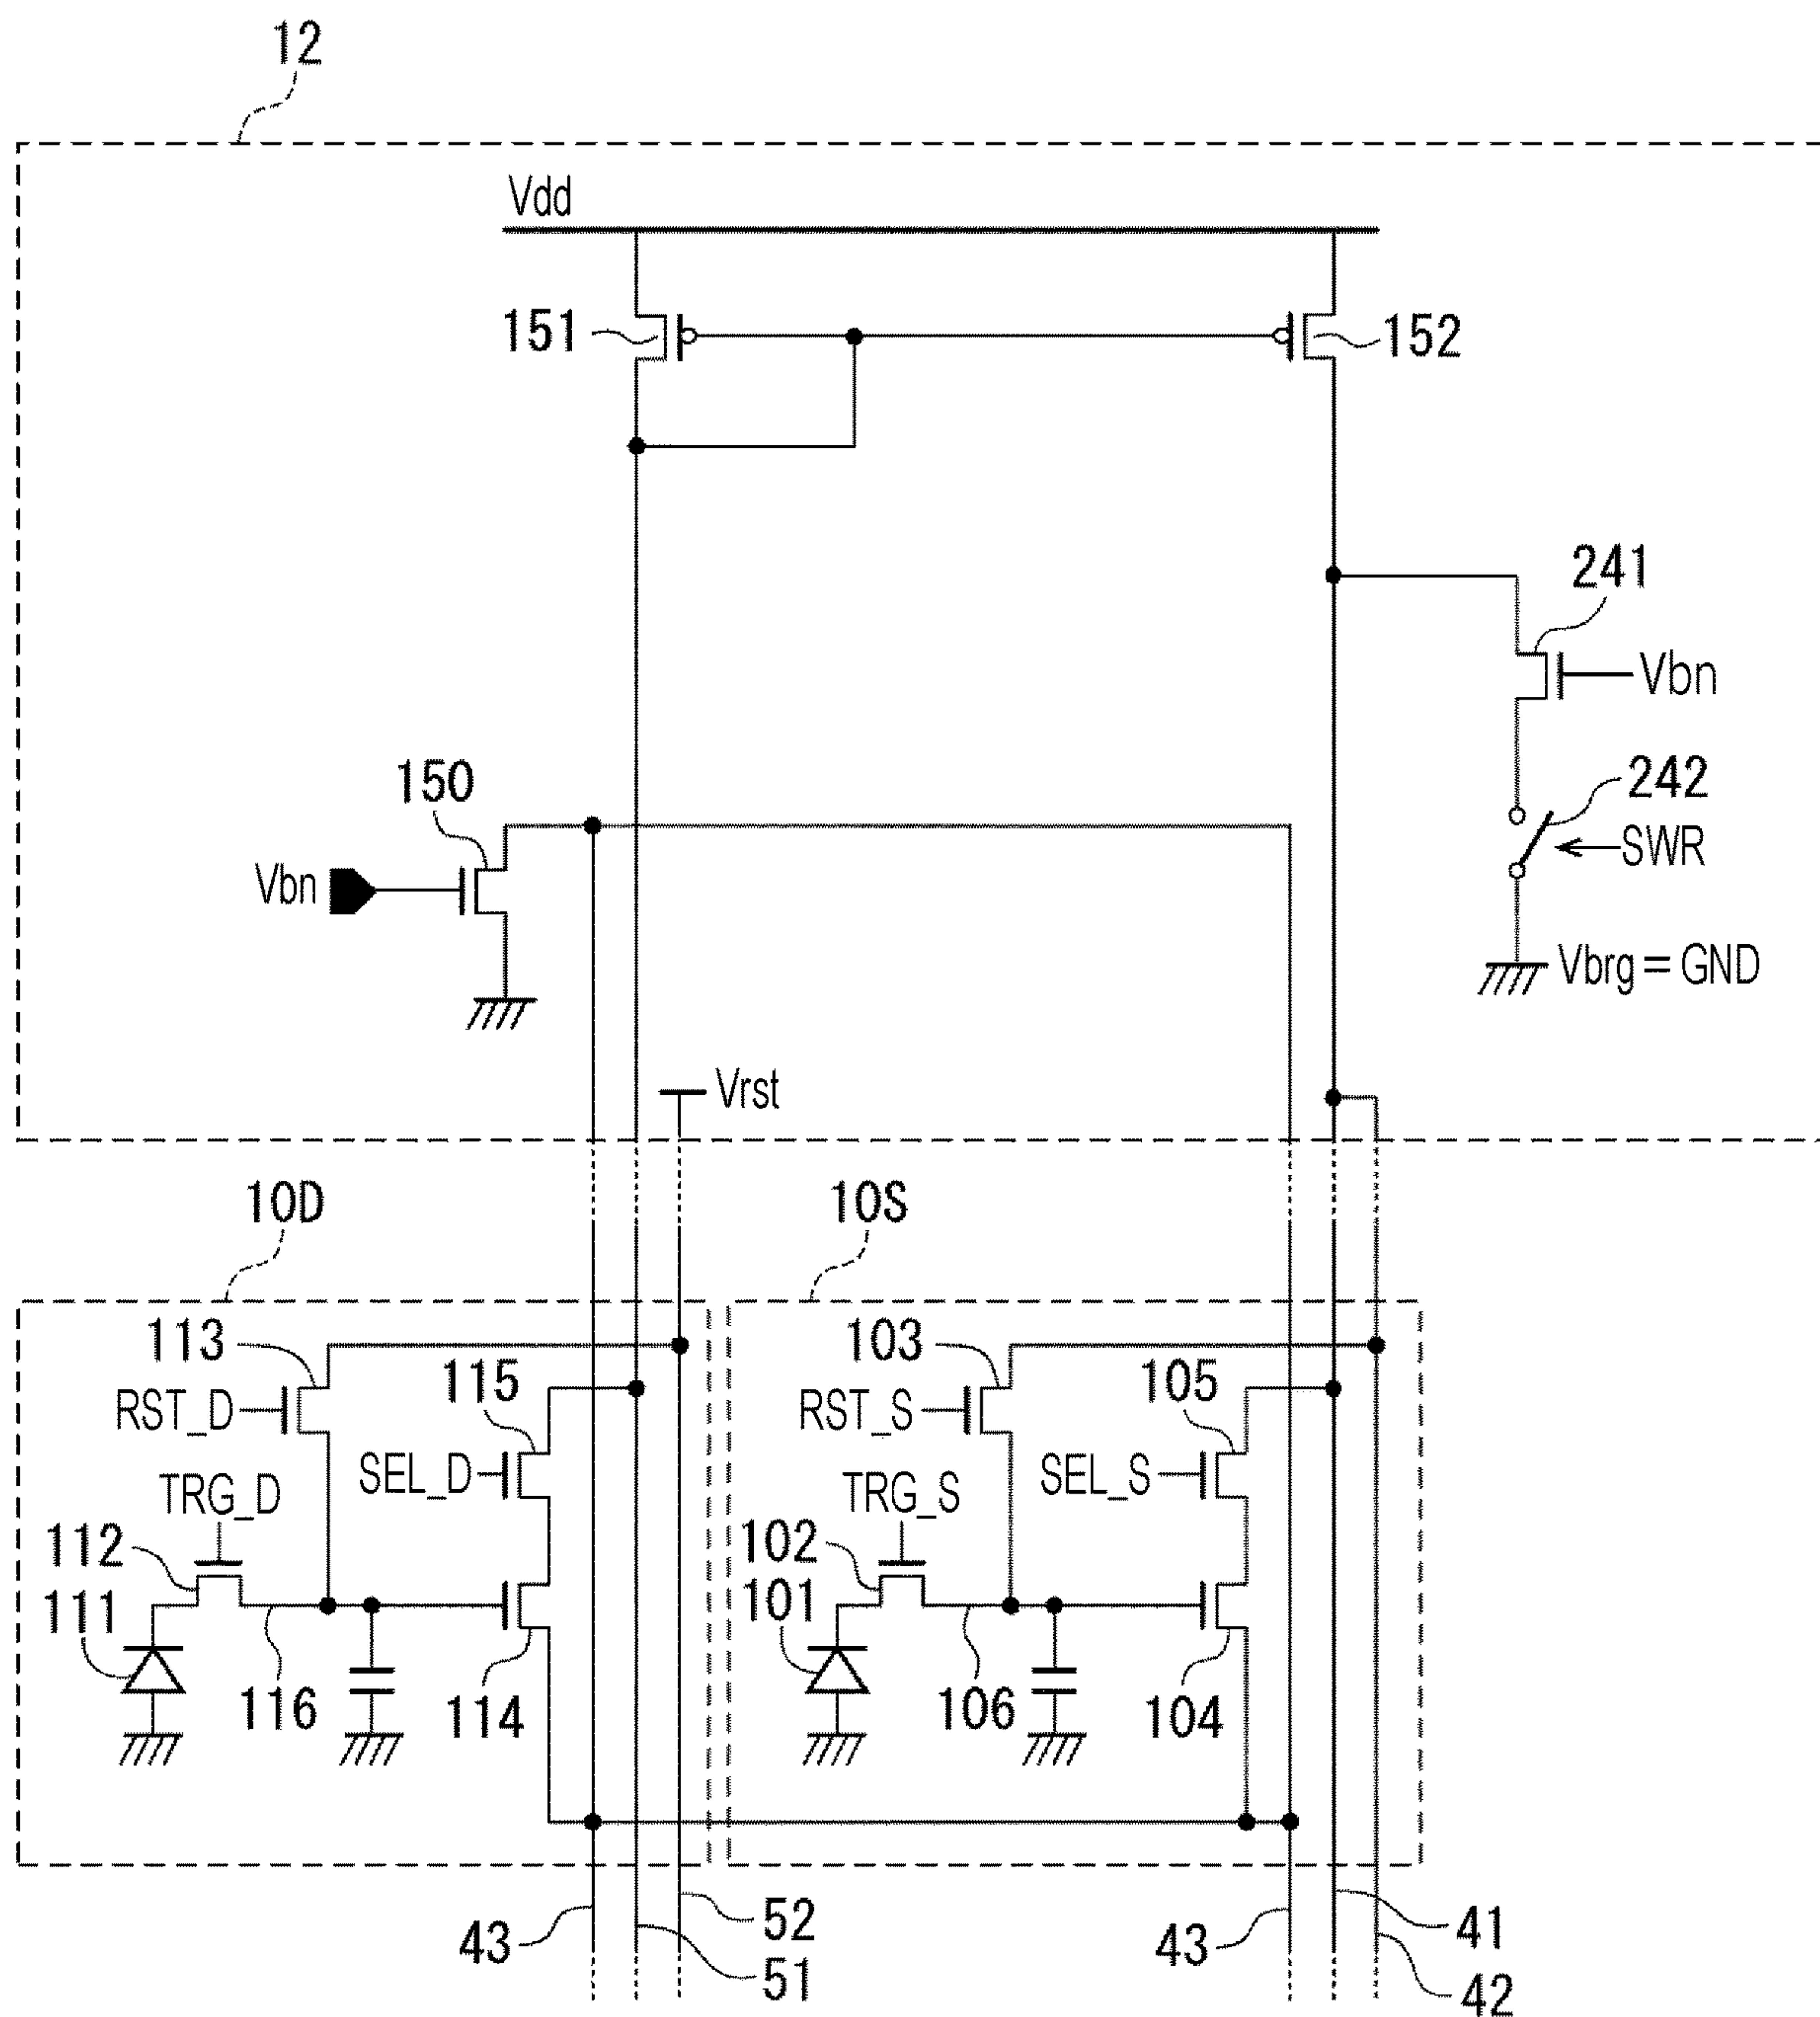 12
Vdd
151
152
241
Vbn
150
242
Vbn
SWR
Vbrg = GND
Vrst
10D
10S
113
103
115
105
RST_D
RST_S
SEL_D
SEL_S
TRG_D
TRG_S
112
102
111
101
116
114
106
104
43
52
51
43
41
42